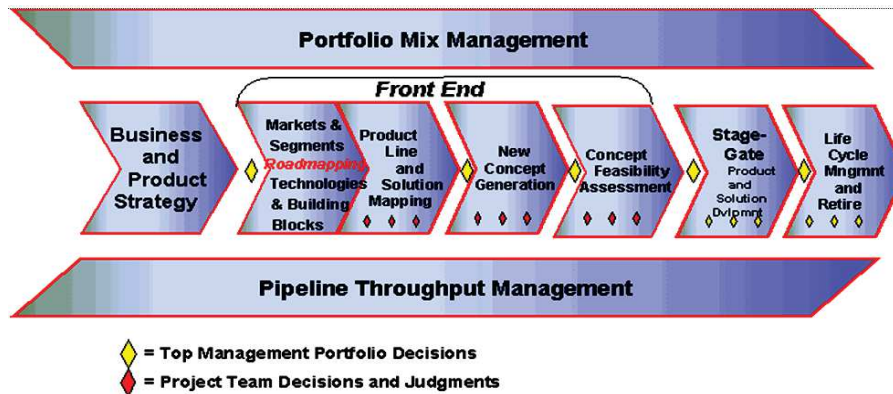 Portfolio Mix Management
Front End
Business
and
Product
Strategy
Markets &
Segments
Roadmapping
Technologies
& Building
Blocks
Product
Line
and
Solution
Mapping
New
Concept
Generation
Concept
Feasibility
Assessment
Stage-
Gate
Product
and
Solution
Dvlpmnt
Life
Cycle
Mngmnt
and
Retire
Pipeline Throughput Management
= Top Management Portfolio Decisions
= Project Team Decisions and Judgments